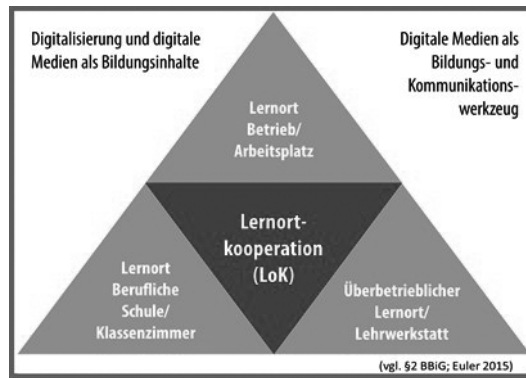 Digitalisierung und digitale
Medien als Bildungsinhalte
Digitale Medien als
Bildungs- und
Kommunikations-
werkzeug
Lernort
Betrieb/
Arbeitsplatz
Lernort-
kooperation
(LoK)
Lernort
Berufliche
Schule/
Klassenzimmer
Überbetrieblicher
Lernort/
Lehrwerkstatt
(vgl. §2 BBiG; Euler 2015)